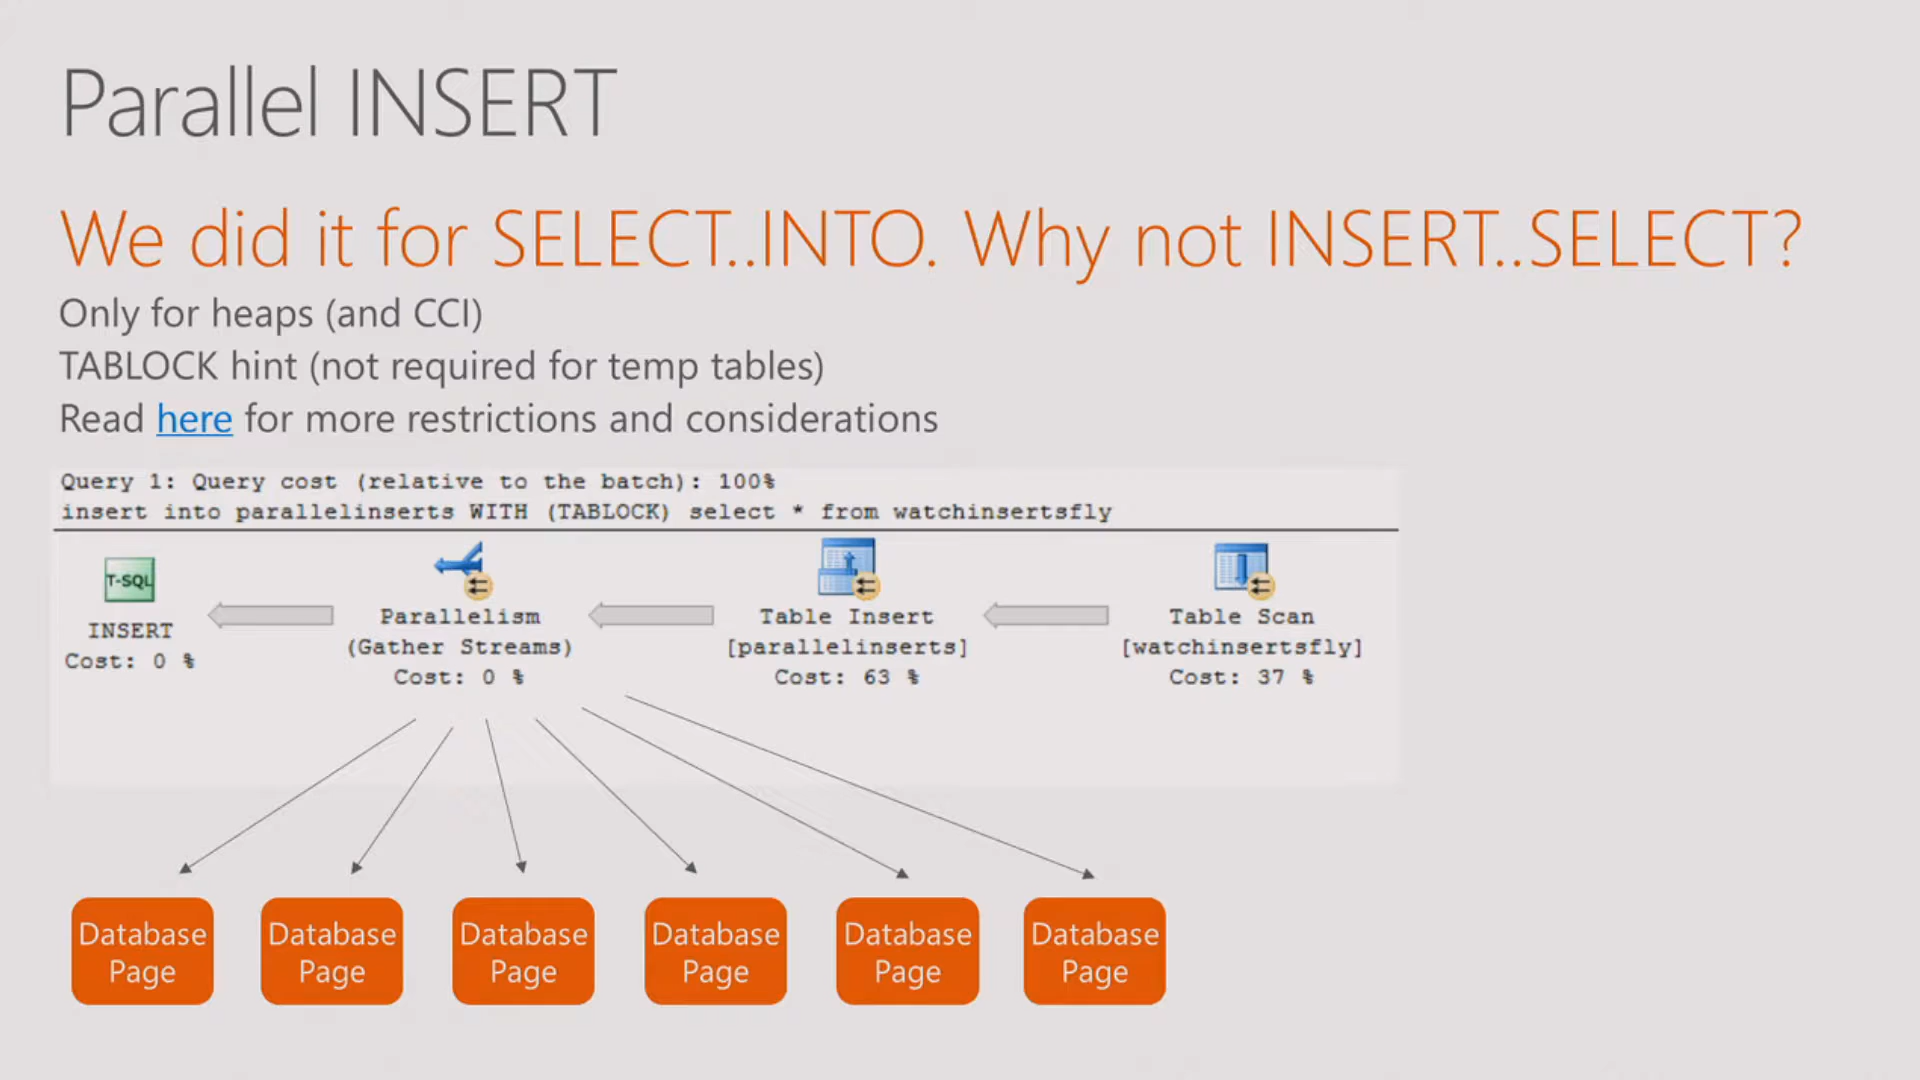 Parallel INSERT
We did it for SELECT..INTO. Why not INSERT..SELECT?
Only for heaps (and CCI)
TABLOCK hint (not required for temp tables)
Read here for more restrictions and considerations
Query 1: Query cost (relative to the batch): 100%
insert into parallelinserts WITH (TABLOCK) select * from watchinsertsfly
T-SQL
INSERT
Cost: 0 %
Parallelism
(Gather Streams)
Cost: 0 %
Table Insert
[parallelinserts]
Cost: 63 %
Table Scan
[watchinsertsfly]
Cost: 37 %
Database
Page
Database
Page
Database
Page
Database
Page
Database
Page
Database
Page